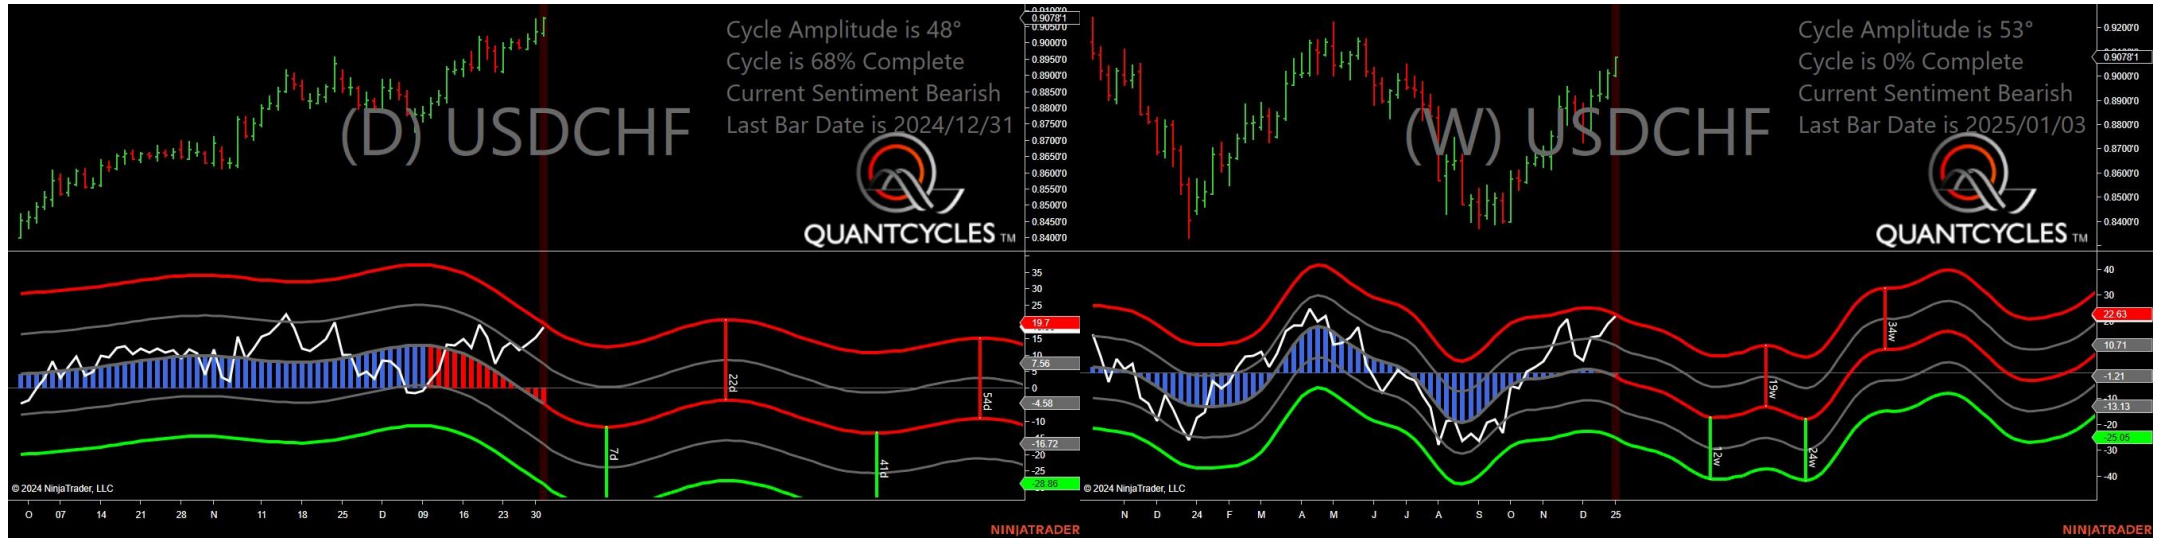 Cycle Amplitude is 48°
Cycle is 68% Complete
Current Sentiment Bearish
Last Bar Date is 2024/12/31
(D) USDCHF
QUANTCYCLES TM
0.9100'0
0.9078'1
0.9050'0
0.9000'0
0.8950'0
0.8900'0
0.8850'0
0.8800'0
0.8750'0
0.8700'0
0.8650'0
0.8600'0
0.8550'0
0.8500'0
0.8450'0
0.8400'0
35
30
25
19.7
15
10
7.56
5
0
-4.58
-10
-16.72
-20
-25
-28.86
7d
22d
41d
54d
© 2024 NinjaTrader, LLC
O 07 14 21 28 N 11 18 25 D 09 16 23 30
NINJATRADER
Cycle Amplitude is 53°
Cycle is 0% Complete
Current Sentiment Bearish
Last Bar Date is 2025/01/03
(W) USDCHF
QUANTCYCLES TM
0.9200'0
0.9078'1
0.9000'0
0.8900'0
0.8800'0
0.8700'0
0.8600'0
0.8500'0
0.8400'0
40
30
22.63
10.71
-1.21
-13.13
-20
-25.05
-30
-40
12w
19w
24w
34w
© 2024 NinjaTrader, LLC
N D 24 F M A M J J A S O N D 25
NINJATRADER